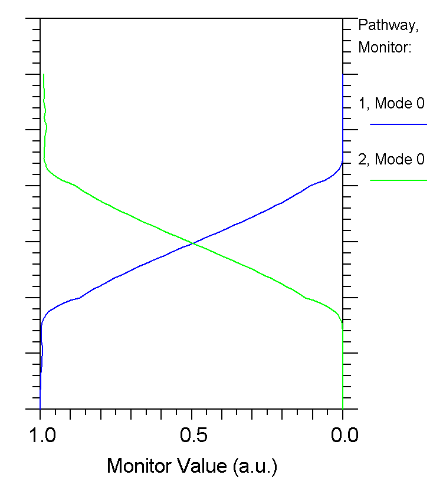 Pathway,
Monitor:
1, Mode 0
2, Mode 0
1.0 0.5 0.0
Monitor Value (a.u.)